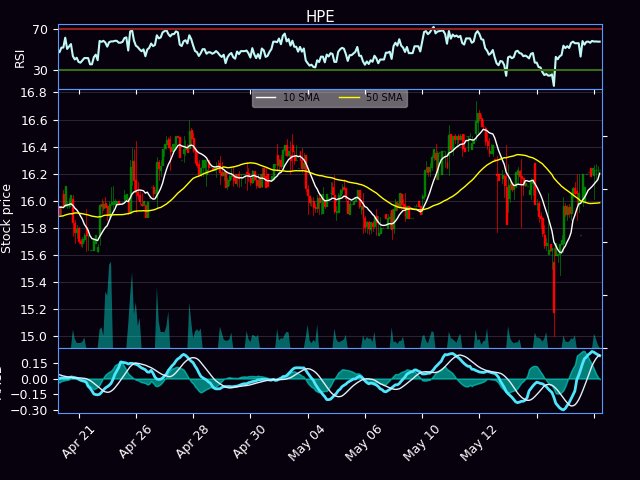 HPE
RSI
70
30
10 SMA
50 SMA
Stock price
16.8
16.6
16.4
16.2
16.0
15.8
15.6
15.4
15.2
15.0
0.15
0.00
−0.15
−0.30
Apr 21
Apr 26
Apr 28
Apr 30
May 04
May 06
May 10
May 12